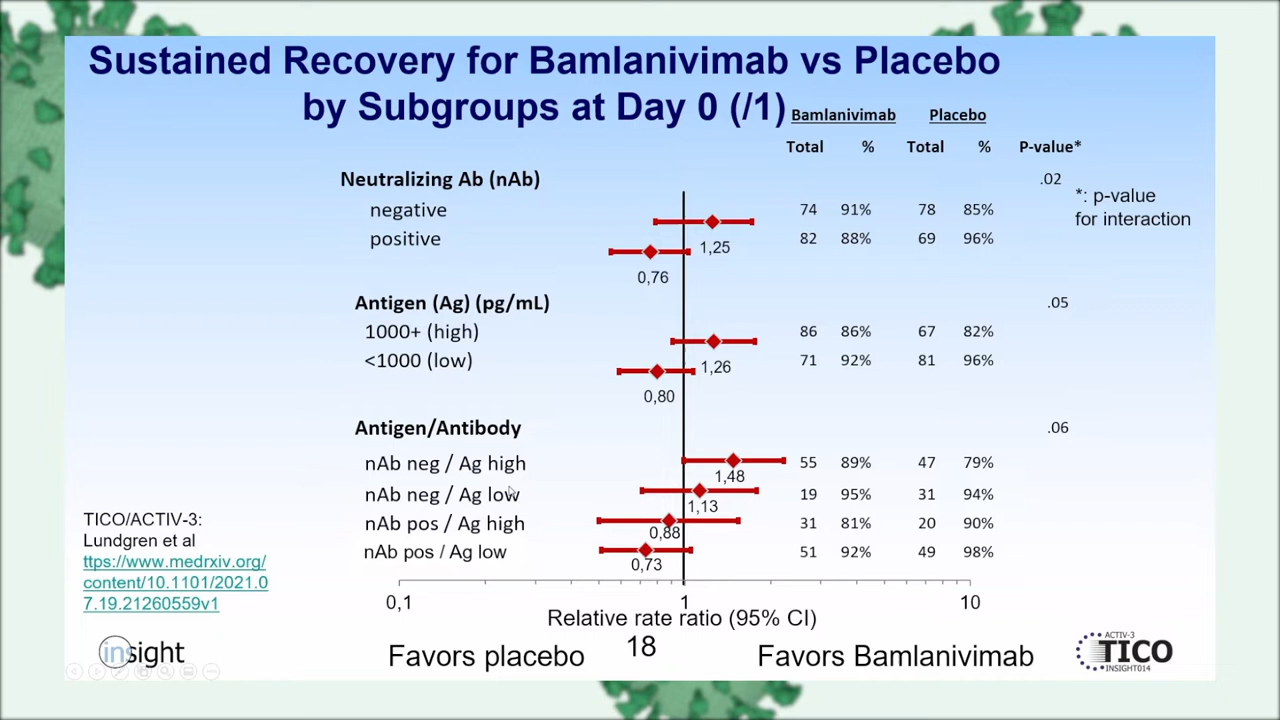 Sustained Recovery for Bamlanivimab vs Placebo
by Subgroups at Day 0 (/1)
Bamlanivimab Placebo
Total % Total % P-value*
Neutralizing Ab (nAb) .02
*: p-value
for interaction
negative 74 91% 78 85%
positive 82 88% 69 96%
1,25
0,76
Antigen (Ag) (pg/mL) .05
1000+ (high) 86 86% 67 82%
<1000 (low) 71 92% 81 96%
1,26
0,80
Antigen/Antibody .06
nAb neg / Ag high 55 89% 47 79%
1,48
nAb neg / Ag low 19 95% 31 94%
1,13
nAb pos / Ag high 31 81% 20 90%
0,88
nAb pos / Ag low 51 92% 49 98%
0,73
0,1 1 10
Relative rate ratio (95% CI)
Favors placebo 18 Favors Bamlanivimab
TICO/ACTIV-3:
Lundgren et al
ttps://www.medrxiv.org/
content/10.1101/2021.0
7.19.21260559v1
insight
ACTIV-3
TICO
INSIGHT014